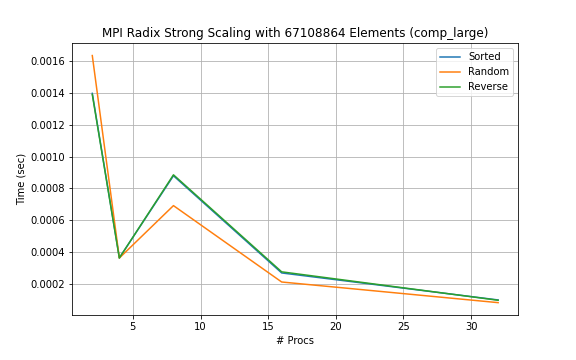 MPI Radix Strong Scaling with 67108864 Elements (comp_large)
Sorted
Random
Reverse
0.0016
0.0014
0.0012
0.0010
0.0008
0.0006
0.0004
0.0002
Time (sec)
5 10 15 20 25 30
# Procs